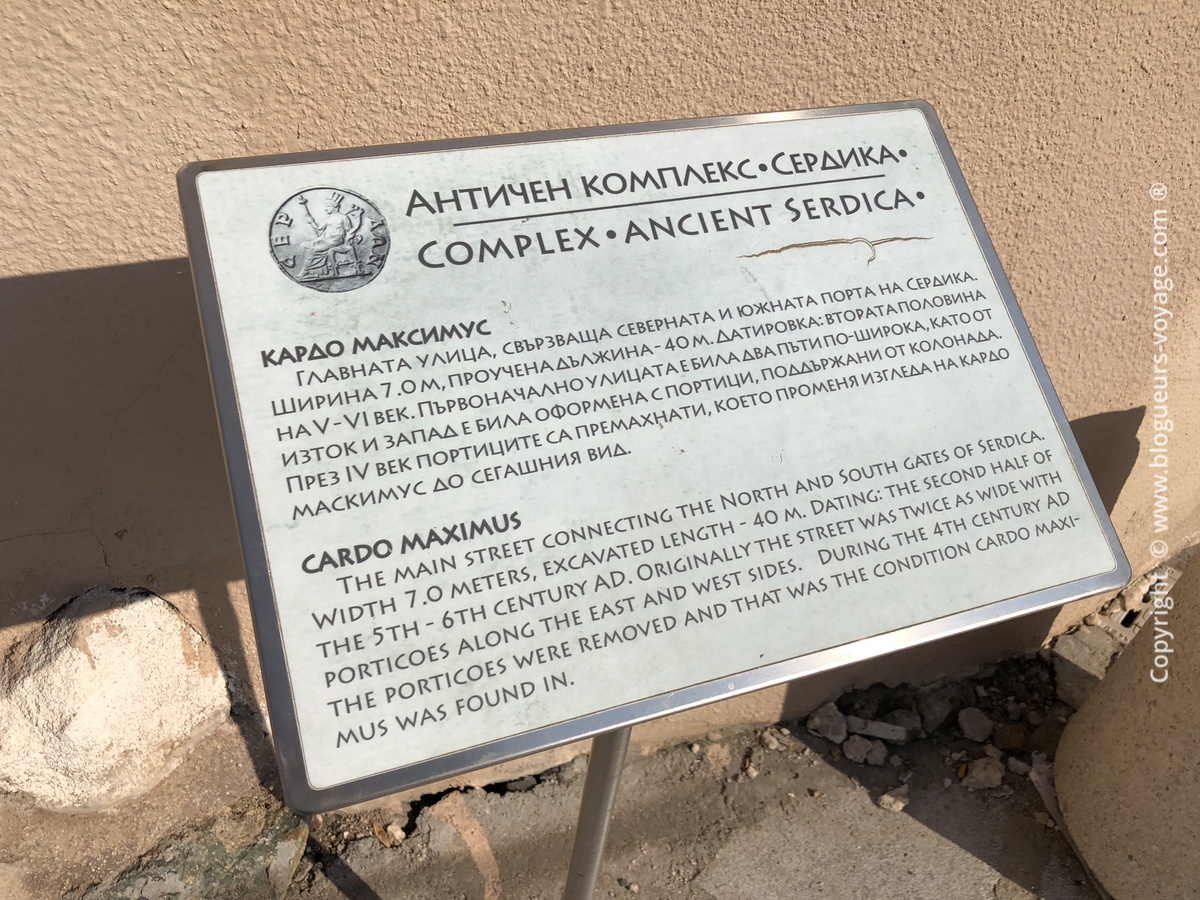 СЕР ДІКН
АНТИЧЕН КОМПЛЕКС•СЕРДИКА•
COMPLEX•ANCIENT SERDICA•
КАРДО МАКСИМУС
ГЛАВНАТА УЛИЦА, СВЪРЗВАЩА СЕВЕРНАТА И ЮЖНАТА ПОРТА НА СЕРДИКА.
ШИРИНА 7.0 М, ПРОУЧЕНА ДЪЛЖИНА - 40 М. ДАТИРОВКА: ВТОРАТА ПОЛОВИНА
НА V - VI ВЕК. ПЪРВОНАЧАЛНО УЛИЦАТА Е БИЛА ДВА ПЪТИ ПО-ШИРОКА, КАТО ОТ
ИЗТОК И ЗАПАД Е БИЛА ОФОРМЕНА С ПОРТИЦИ, ПОДДЪРЖАНИ ОТ КОЛОНАДА.
ПРЕЗ IV ВЕК ПОРТИЦИТЕ СА ПРЕМАХНАТИ, КОЕТО ПРОМЕНЯ ИЗГЛЕДА НА КАРДО
МАСКИМУС ДО СЕГАШНИЯ ВИД.
CARDO MAXIMUS
THE MAIN STREET CONNECTING THE NORTH AND SOUTH GATES OF SERDICA.
WIDTH 7.0 METERS, EXCAVATED LENGTH - 40 M. DATING: THE SECOND HALF OF
THE 5TH - 6TH CENTURY AD. ORIGINALLY THE STREET WAS TWICE AS WIDE WITH
PORTICOES ALONG THE EAST AND WEST SIDES. DURING THE 4TH CENTURY AD
THE PORTICOES WERE REMOVED AND THAT WAS THE CONDITION CARDO MAXI-
MUS WAS FOUND IN.
Copyright © www.blogueurs-voyage.com ®